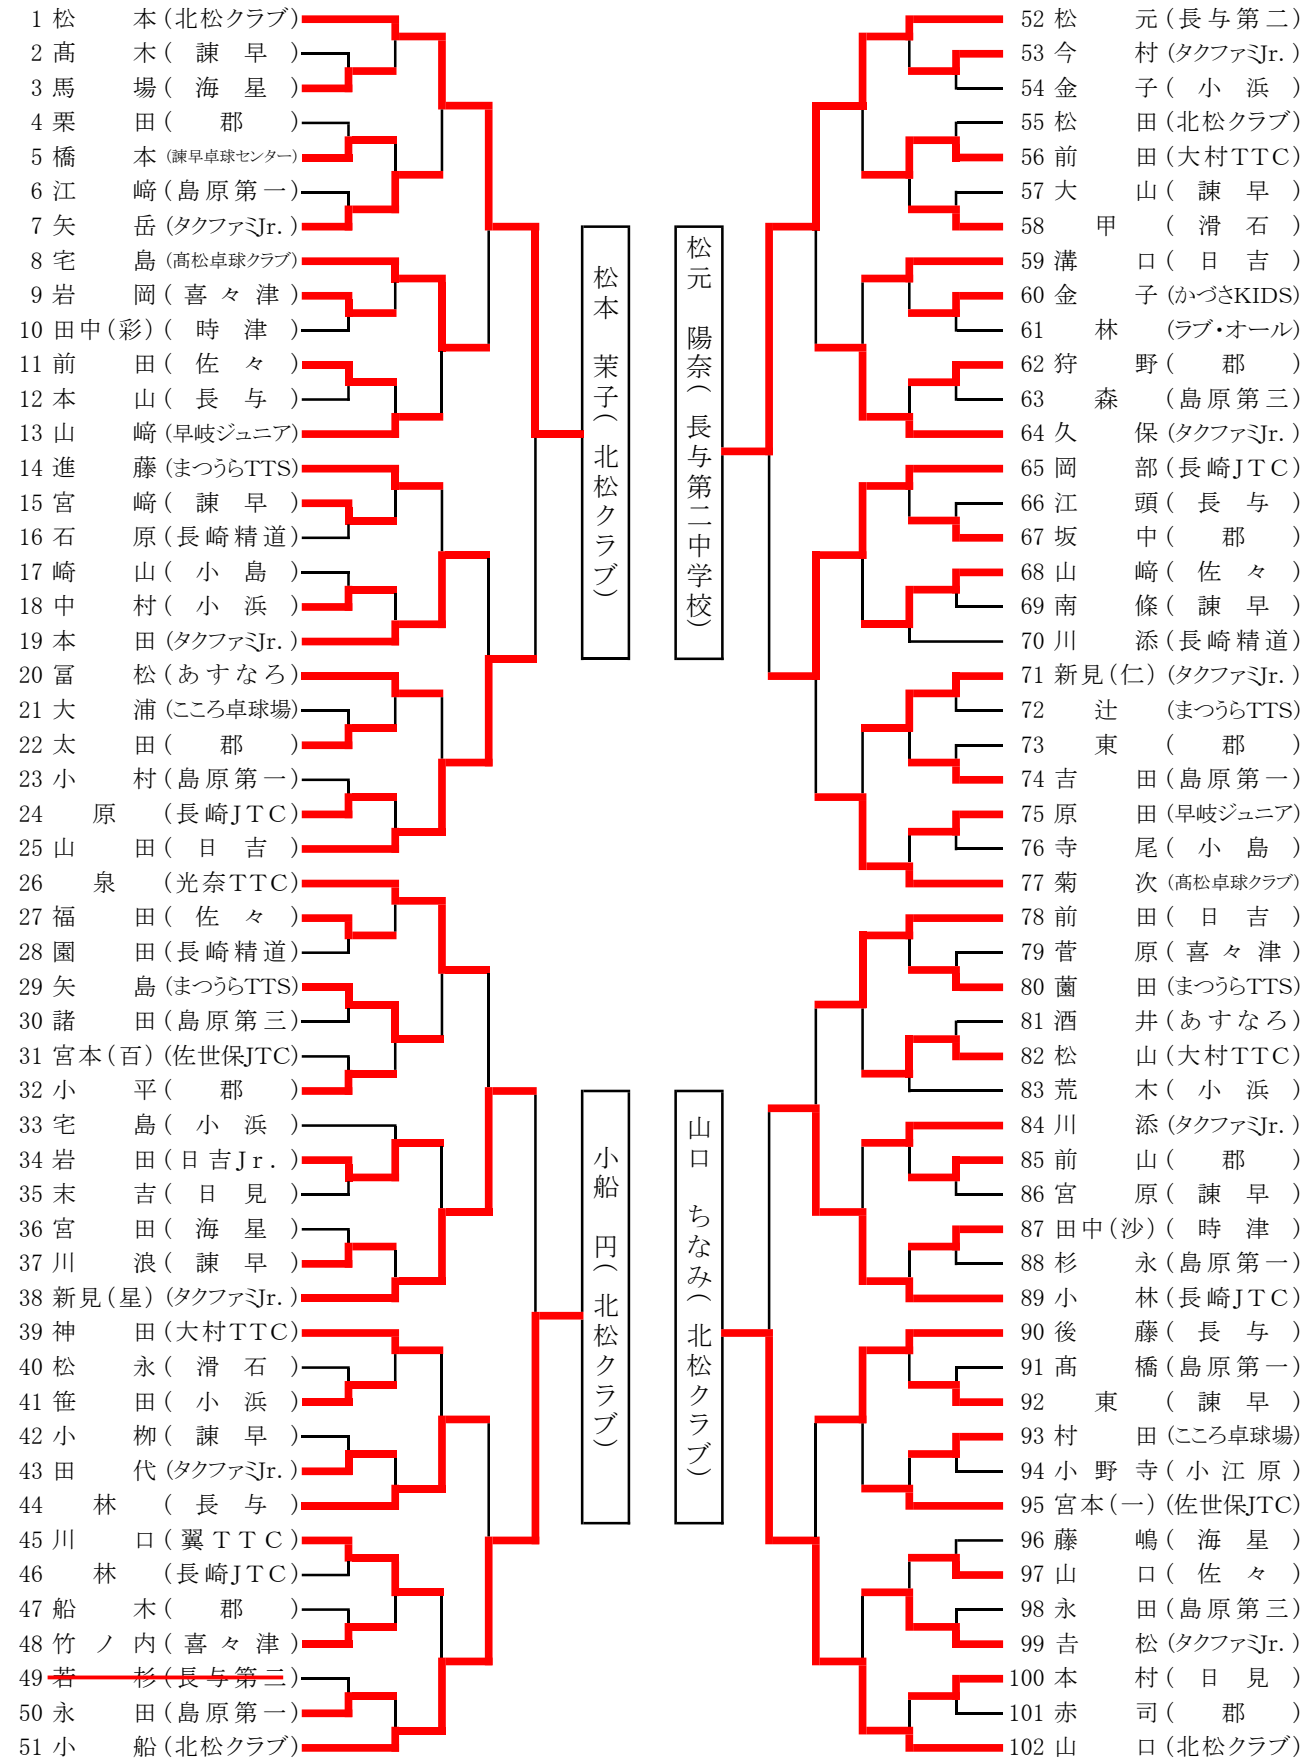 1 松 本 (北松クラブ)
2 髙 木 ( 諫 早 )
3 馬 場 ( 海 星 )
4 栗 田 ( 郡 )
5 橋 本 (諫早卓球センター)
6 江 﨑 (島原第一)
7 矢 岳 (タクファミJr.)
8 宅 島 (髙松卓球クラブ)
9 岩 岡 ( 喜々津 )
10 田中(彩) ( 時 津 )
11 前 田 ( 佐 々 )
12 本 山 ( 長 与 )
13 山 﨑 (早岐ジュニア)
14 進 藤 (まつうらTTS)
15 宮 﨑 ( 諫 早 )
16 石 原 (長崎精道)
17 崎 山 ( 小 島 )
18 中 村 ( 小 浜 )
19 本 田 (タクファミJr.)
20 冨 松 (あすなろ)
21 大 浦 (こころ卓球場)
22 太 田 ( 郡 )
23 小 村 (島原第一)
24 原 (長崎JTC)
25 山 田 ( 日 吉 )
26 泉 (光奈TTC)
27 福 田 ( 佐 々 )
28 園 田 (長崎精道)
29 矢 島 (まつうらTTS)
30 諸 田 (島原第三)
31 宮本(百) (佐世保JTC)
32 小 平 ( 郡 )
33 宅 島 ( 小 浜 )
34 岩 田 (日吉Jr.)
35 末 吉 ( 日 見 )
36 宮 田 ( 海 星 )
37 川 浪 ( 諫 早 )
38 新見(星) (タクファミJr.)
39 神 田 (大村TTC)
40 松 永 ( 滑 石 )
41 笹 田 ( 小 浜 )
42 小 栁 ( 諫 早 )
43 田 代 (タクファミJr.)
44 林 ( 長 与 )
45 川 口 (翼TTC)
46 林 (長崎JTC)
47 船 木 ( 郡 )
48 竹ノ内 ( 喜々津 )
49 若 杉 (長与第二)
50 永 田 (島原第一)
51 小 船 (北松クラブ)
松本 茉子(北松クラブ)
小船 円(北松クラブ)
松元 陽奈(長与第二中学校)
山口 ちなみ(北松クラブ)
52 松 元 (長与第二)
53 今 村 (タクファミJr.)
54 金 子 ( 小 浜 )
55 松 田 (北松クラブ)
56 前 田 (大村TTC)
57 大 山 ( 諫 早 )
58 甲 ( 滑 石 )
59 溝 口 ( 日 吉 )
60 金 子 (かづさKIDS)
61 林 (ラブ・オール)
62 狩 野 ( 郡 )
63 森 (島原第三)
64 久 保 (タクファミJr.)
65 岡 部 (長崎JTC)
66 江 頭 ( 長 与 )
67 坂 中 ( 郡 )
68 山 﨑 ( 佐 々 )
69 南 條 ( 諫 早 )
70 川 添 (長崎精道)
71 新見(仁) (タクファミJr.)
72 辻 (まつうらTTS)
73 東 ( 郡 )
74 吉 田 (島原第一)
75 原 田 (早岐ジュニア)
76 寺 尾 ( 小 島 )
77 菊 次 (髙松卓球クラブ)
78 前 田 ( 日 吉 )
79 菅 原 ( 喜々津 )
80 薗 田 (まつうらTTS)
81 酒 井 (あすなろ)
82 松 山 (大村TTC)
83 荒 木 ( 小 浜 )
84 川 添 (タクファミJr.)
85 前 山 ( 郡 )
86 宮 原 ( 諫 早 )
87 田中(沙) ( 時 津 )
88 杉 永 (島原第一)
89 小 林 (長崎JTC)
90 後 藤 ( 長 与 )
91 髙 橋 (島原第一)
92 東 ( 諫 早 )
93 村 田 (こころ卓球場)
94 小野寺 (小江原)
95 宮本(一) (佐世保JTC)
96 藤 嶋 ( 海 星 )
97 山 口 ( 佐 々 )
98 永 田 (島原第三)
99 𠮷 松 (タクファミJr.)
100 本 村 ( 日 見 )
101 赤 司 ( 郡 )
102 山 口 (北松クラブ)